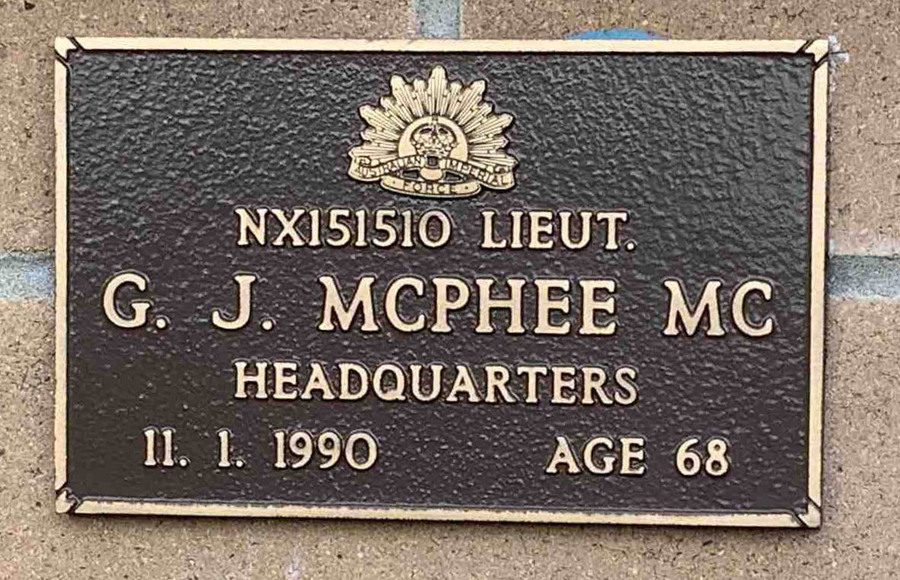 AUSTRALIAN IMPERIAL
FORCE
NX151510 LIEUT.
G. J. MCPHEE MC
HEADQUARTERS
11. 1. 1990 AGE 68